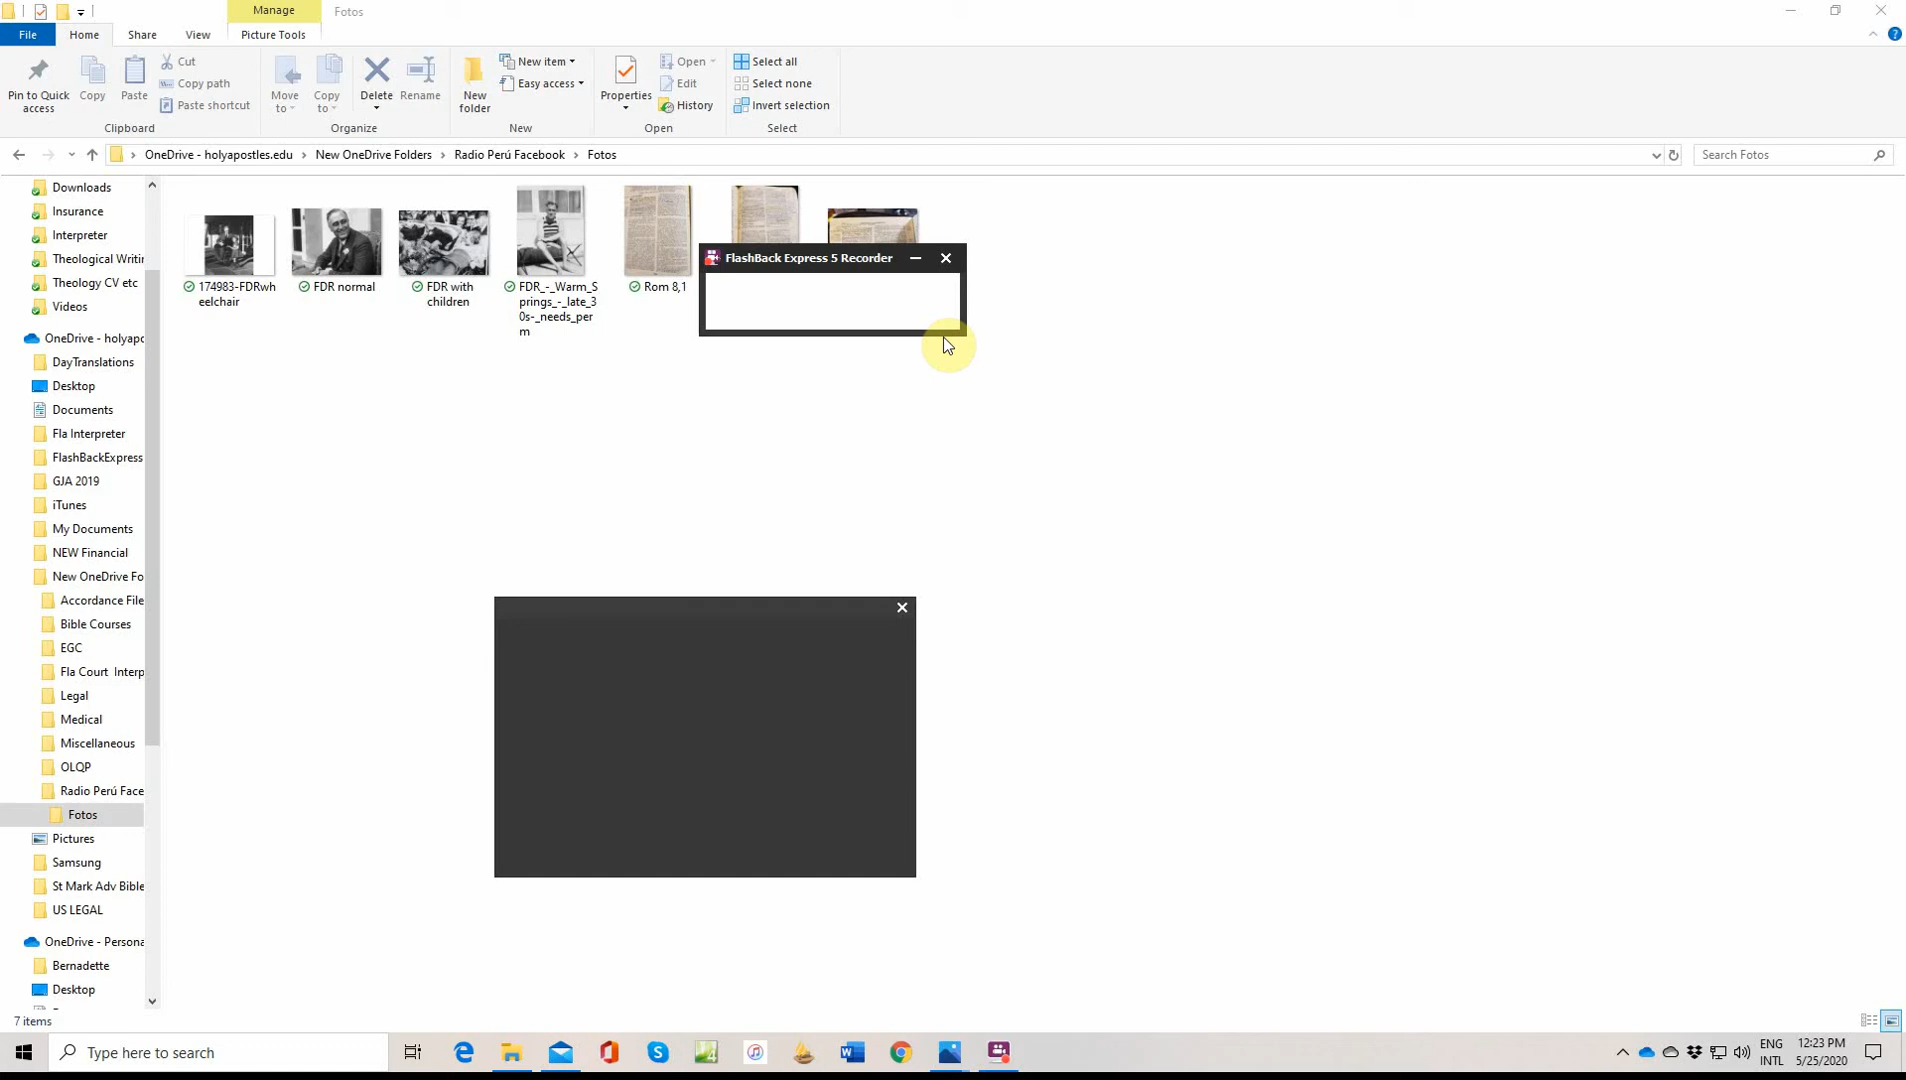 Manage
Fotos
File
Home
Share
View
Picture Tools
Pin to Quick access
Copy
Paste
Cut
Copy path
Paste shortcut
Clipboard
Move to
Copy to
Delete
Rename
Organize
New folder
New item
Easy access
New
Properties
Open
Edit
History
Open
Select all
Select none
Invert selection
Select
OneDrive - holyapostles.edu
New OneDrive Folders
Radio Perú Facebook
Fotos
Search Fotos
Downloads
Insurance
Interpreter
Theological Writi
Theology CV etc
Videos
OneDrive - holyapo
DayTranslations
Desktop
Documents
Fla Interpreter
FlashBackExpress
GJA 2019
iTunes
My Documents
NEW Financial
New OneDrive Fo
Accordance File
Bible Courses
EGC
Fla Court Interp
Legal
Medical
Miscellaneous
OLQP
Radio Perú Face
Fotos
Pictures
Samsung
St Mark Adv Bible
US LEGAL
OneDrive - Persona
Bernadette
Desktop
174983-FDRwh
eelchair
FDR normal
FDR with
children
FDR_-_Warm_S
prings_-_late_3
0s-_needs_per
m
Rom 8,1
FlashBack Express 5 Recorder
7 items
Type here to search
ENG
INTL
12:23 PM
5/25/2020